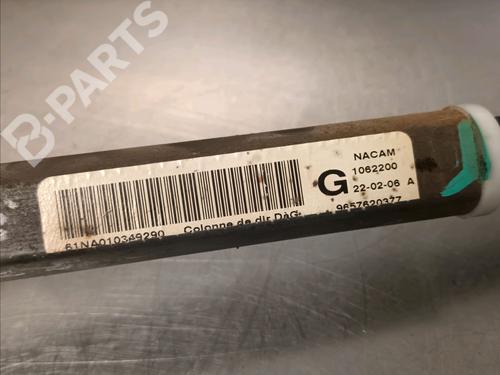 B-PARTS
NACAM
1062200
G
22-02-06 A
9657620377
61NA010349290 Colonne de dir DAG